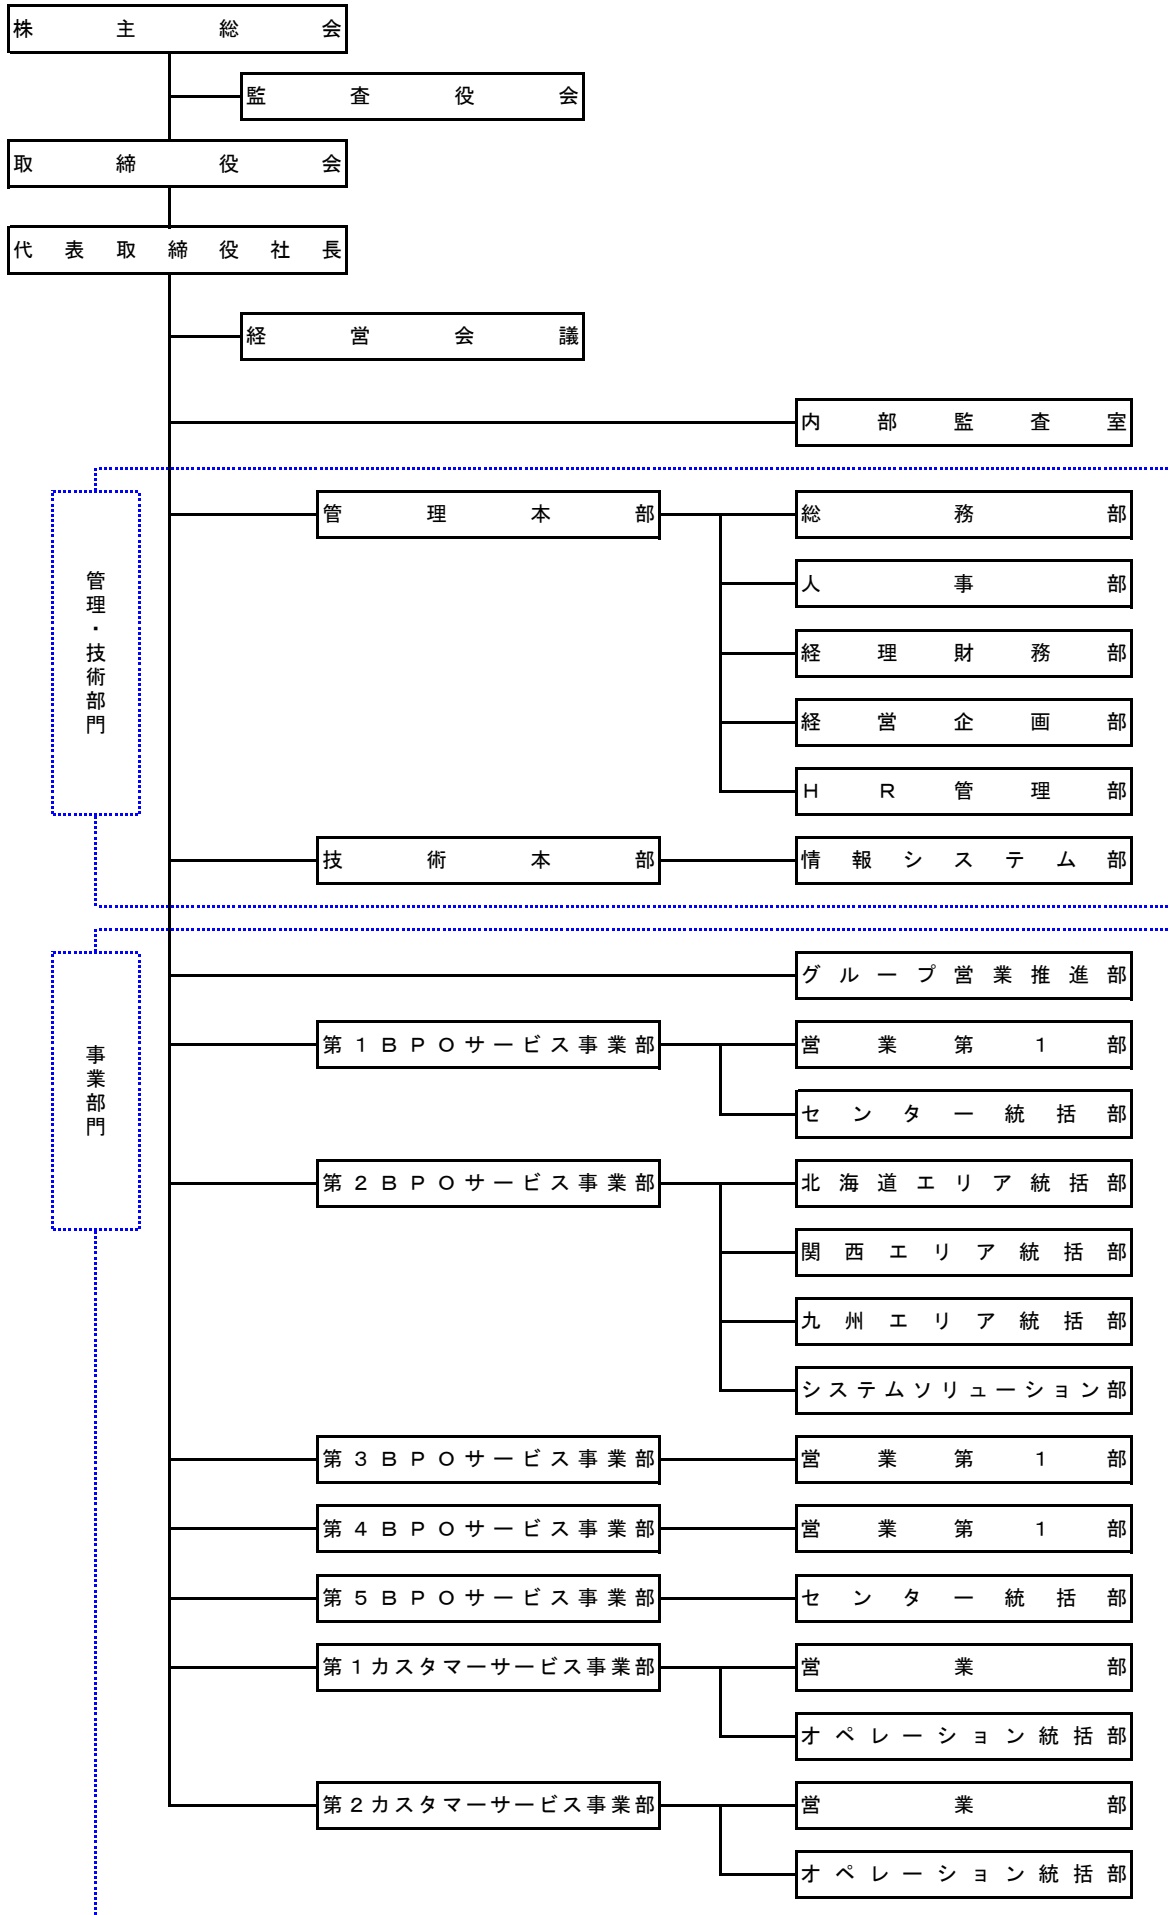 株主総会
監査役会
取締役会
代表取締役社長
経営会議
内部監査室
管理・技術部門
管理本部
総務部
人事部
経理財務部
経営企画部
ＨＲ管理部
技術本部
情報システム部
事業部門
グループ営業推進部
第１ＢＰＯサービス事業部
営業第１部
センター統括部
第２ＢＰＯサービス事業部
北海道エリア統括部
関西エリア統括部
九州エリア統括部
システムソリューション部
第３ＢＰＯサービス事業部
営業第１部
第４ＢＰＯサービス事業部
営業第１部
第５ＢＰＯサービス事業部
センター統括部
第１カスタマーサービス事業部
営業部
オペレーション統括部
第２カスタマーサービス事業部
営業部
オペレーション統括部